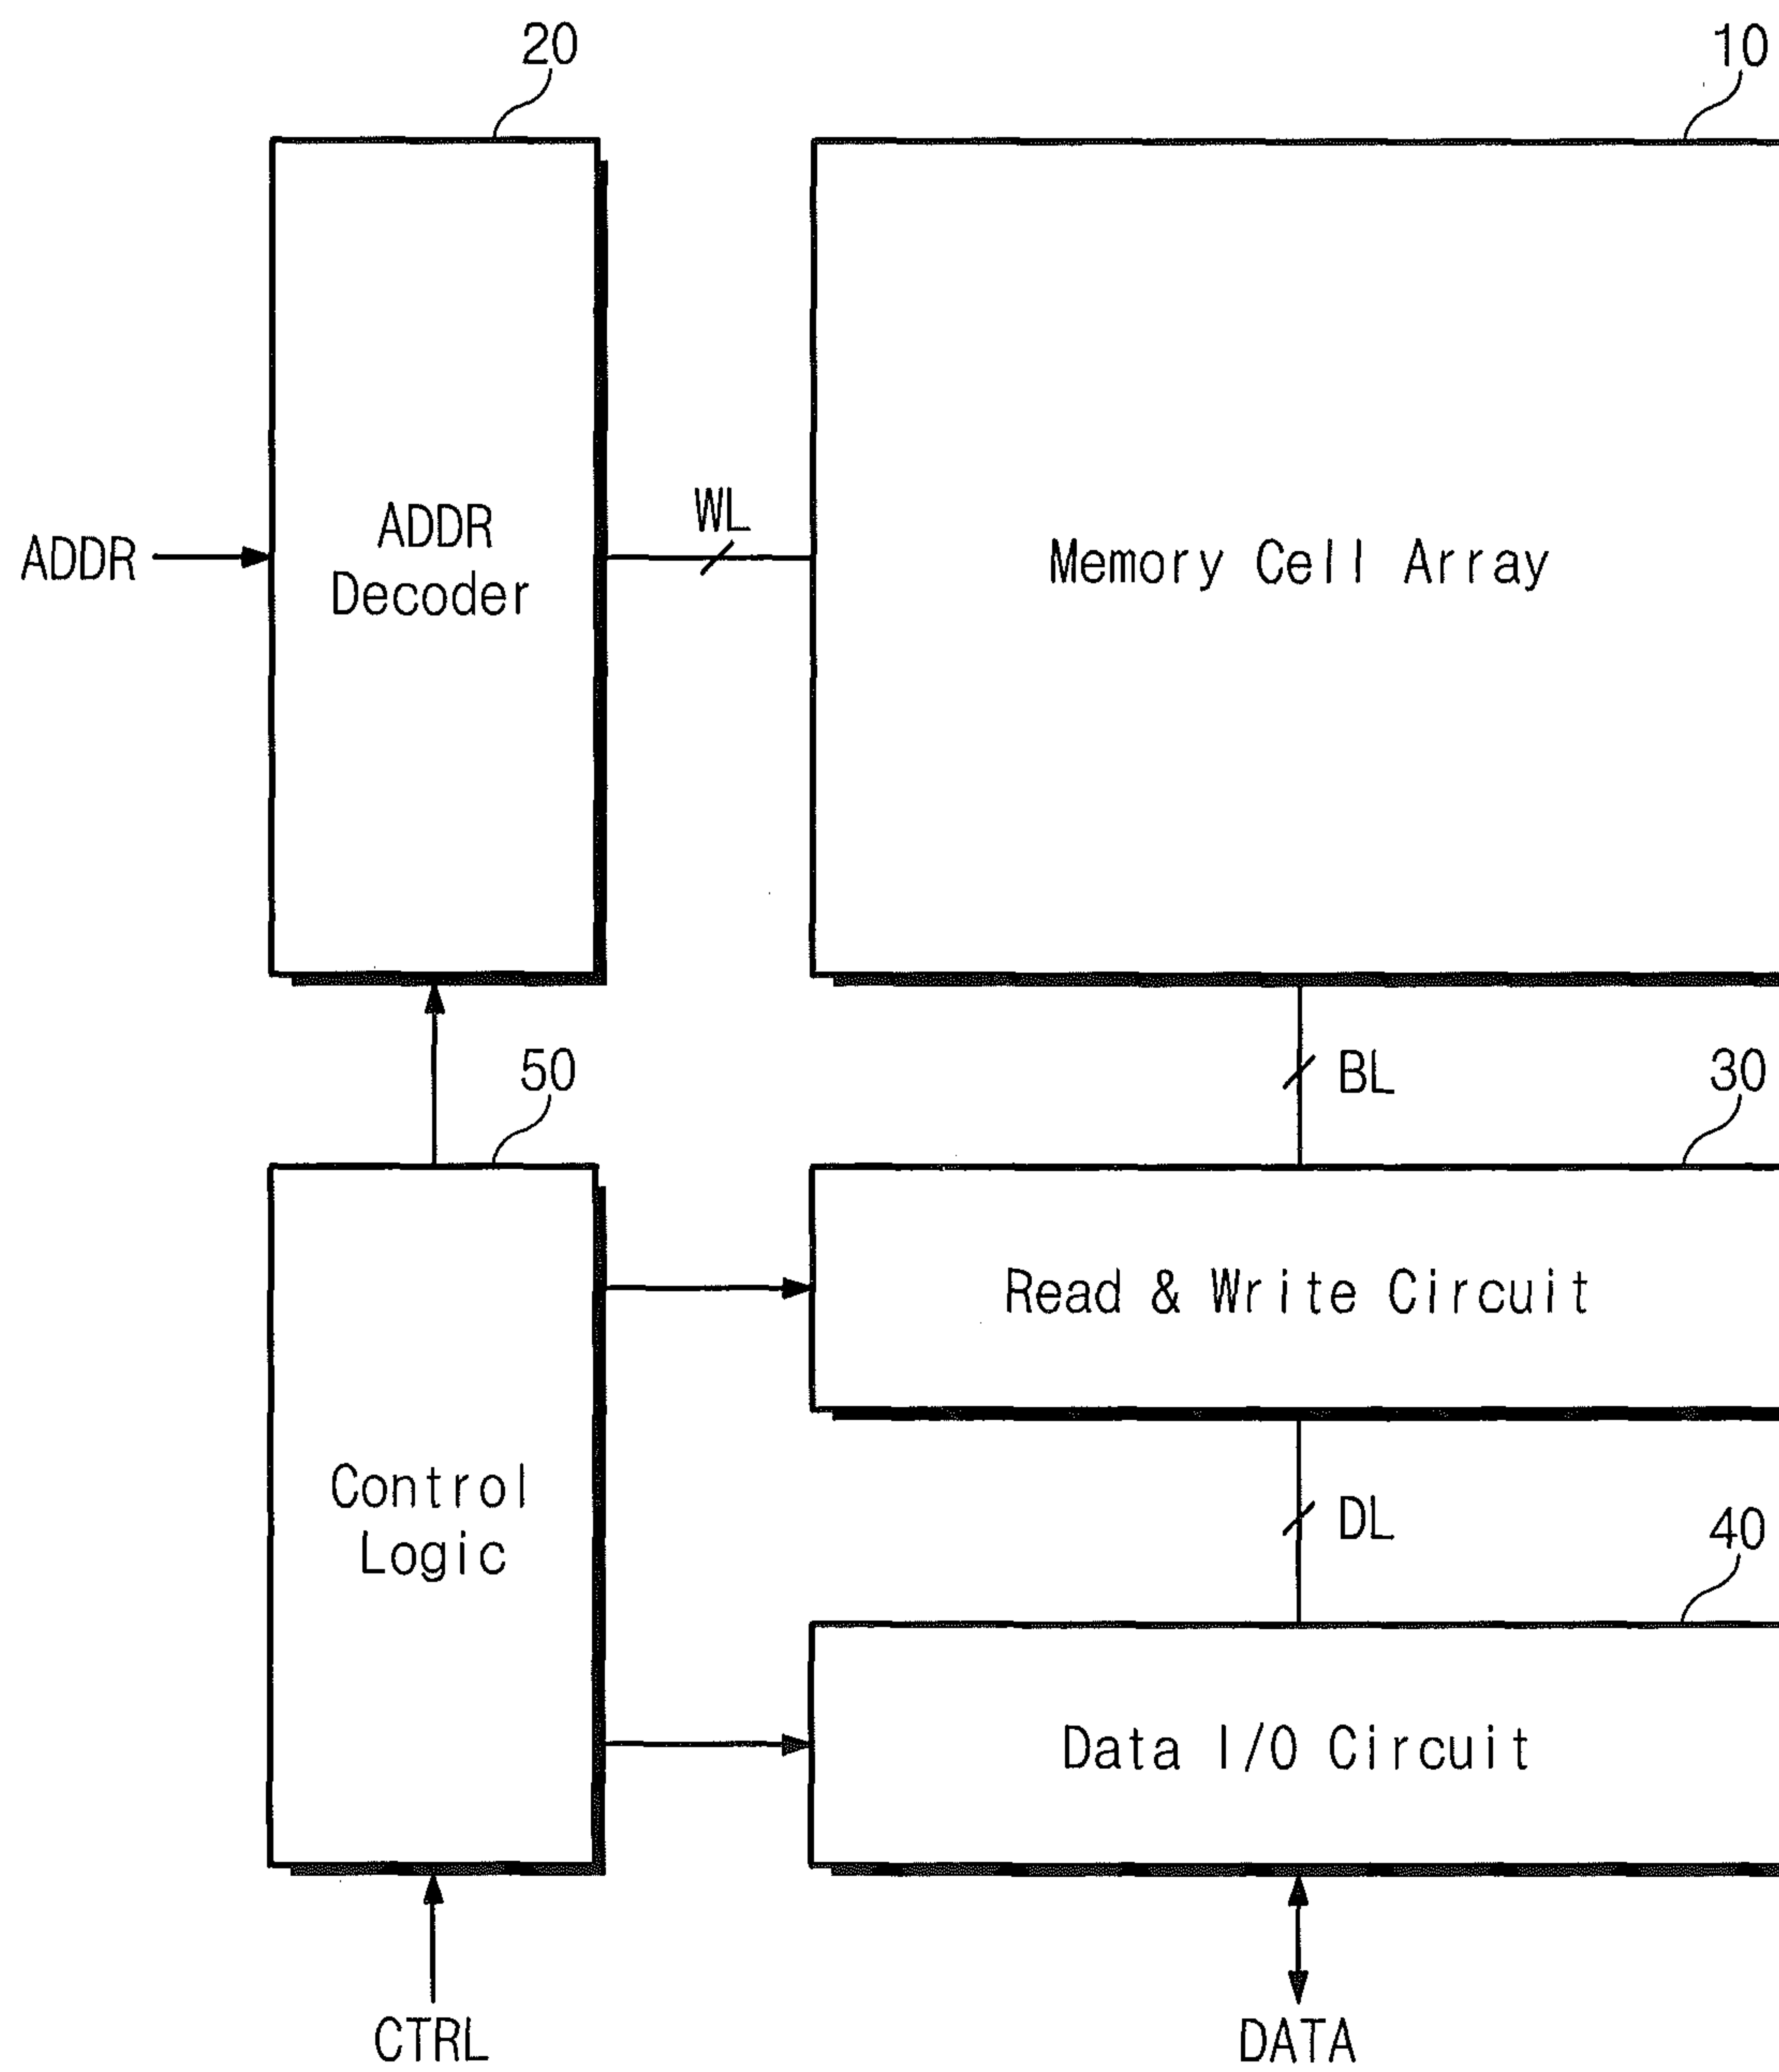 20
10
ADDR
ADDR
Decoder
WL
Memory Cell Array
BL
50
30
Read & Write Circuit
Control
Logic
DL
40
Data I/O Circuit
CTRL
DATA